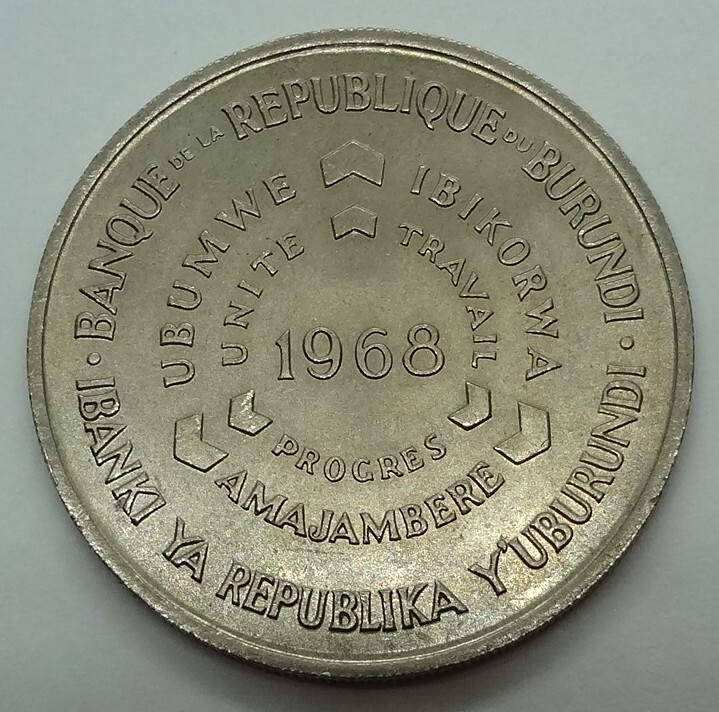 BANQUE DE LA REPUBLIQUE DU BURUNDI ·
IBANKI YA REPUBLIKA Y'UBURUNDI ·
UBUMWE IBIKORWA
AMAJAMBERE
UNITE TRAVAIL
PROGRES
1968